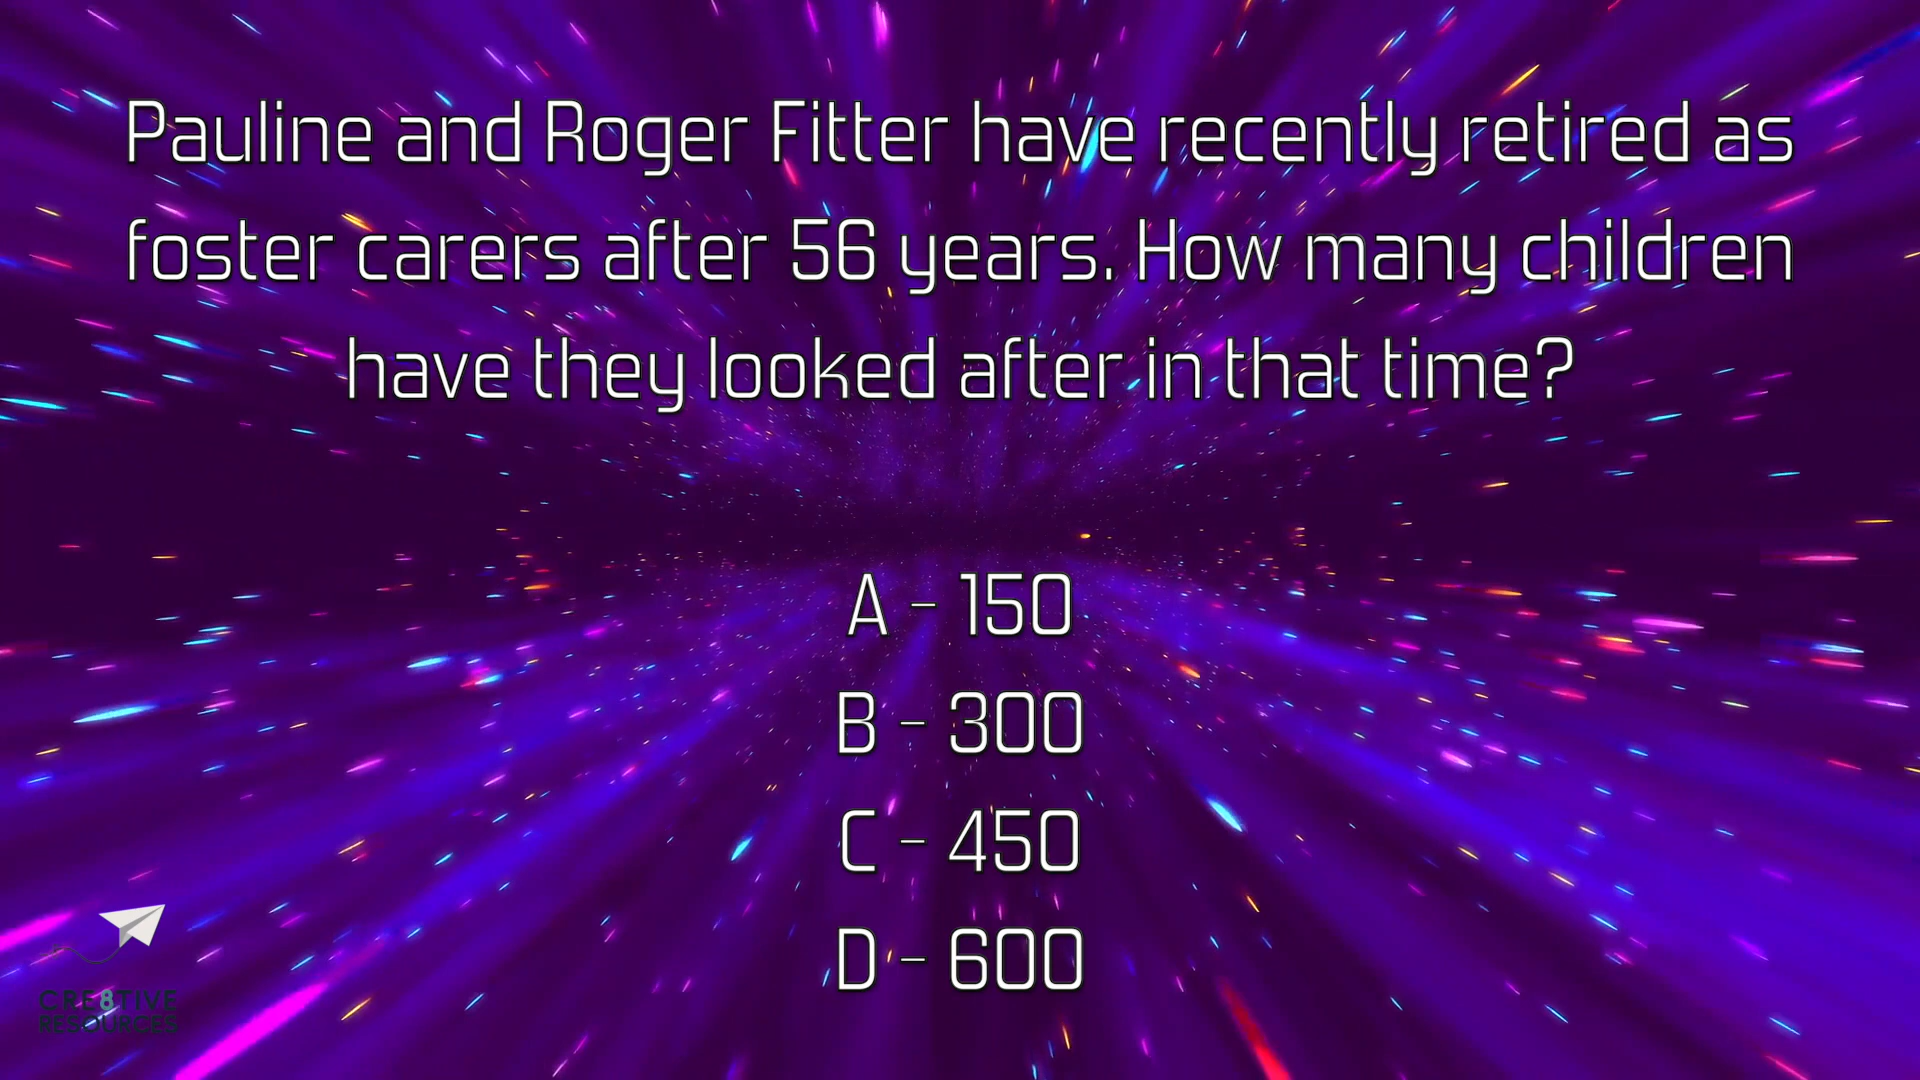 Pauline and Roger Fitter have recently retired as
foster carers after 56 years. How many children
have they looked after in that time?
A - 150
B - 300
C - 450
D - 600
CRE8TIVE
RESOURCES